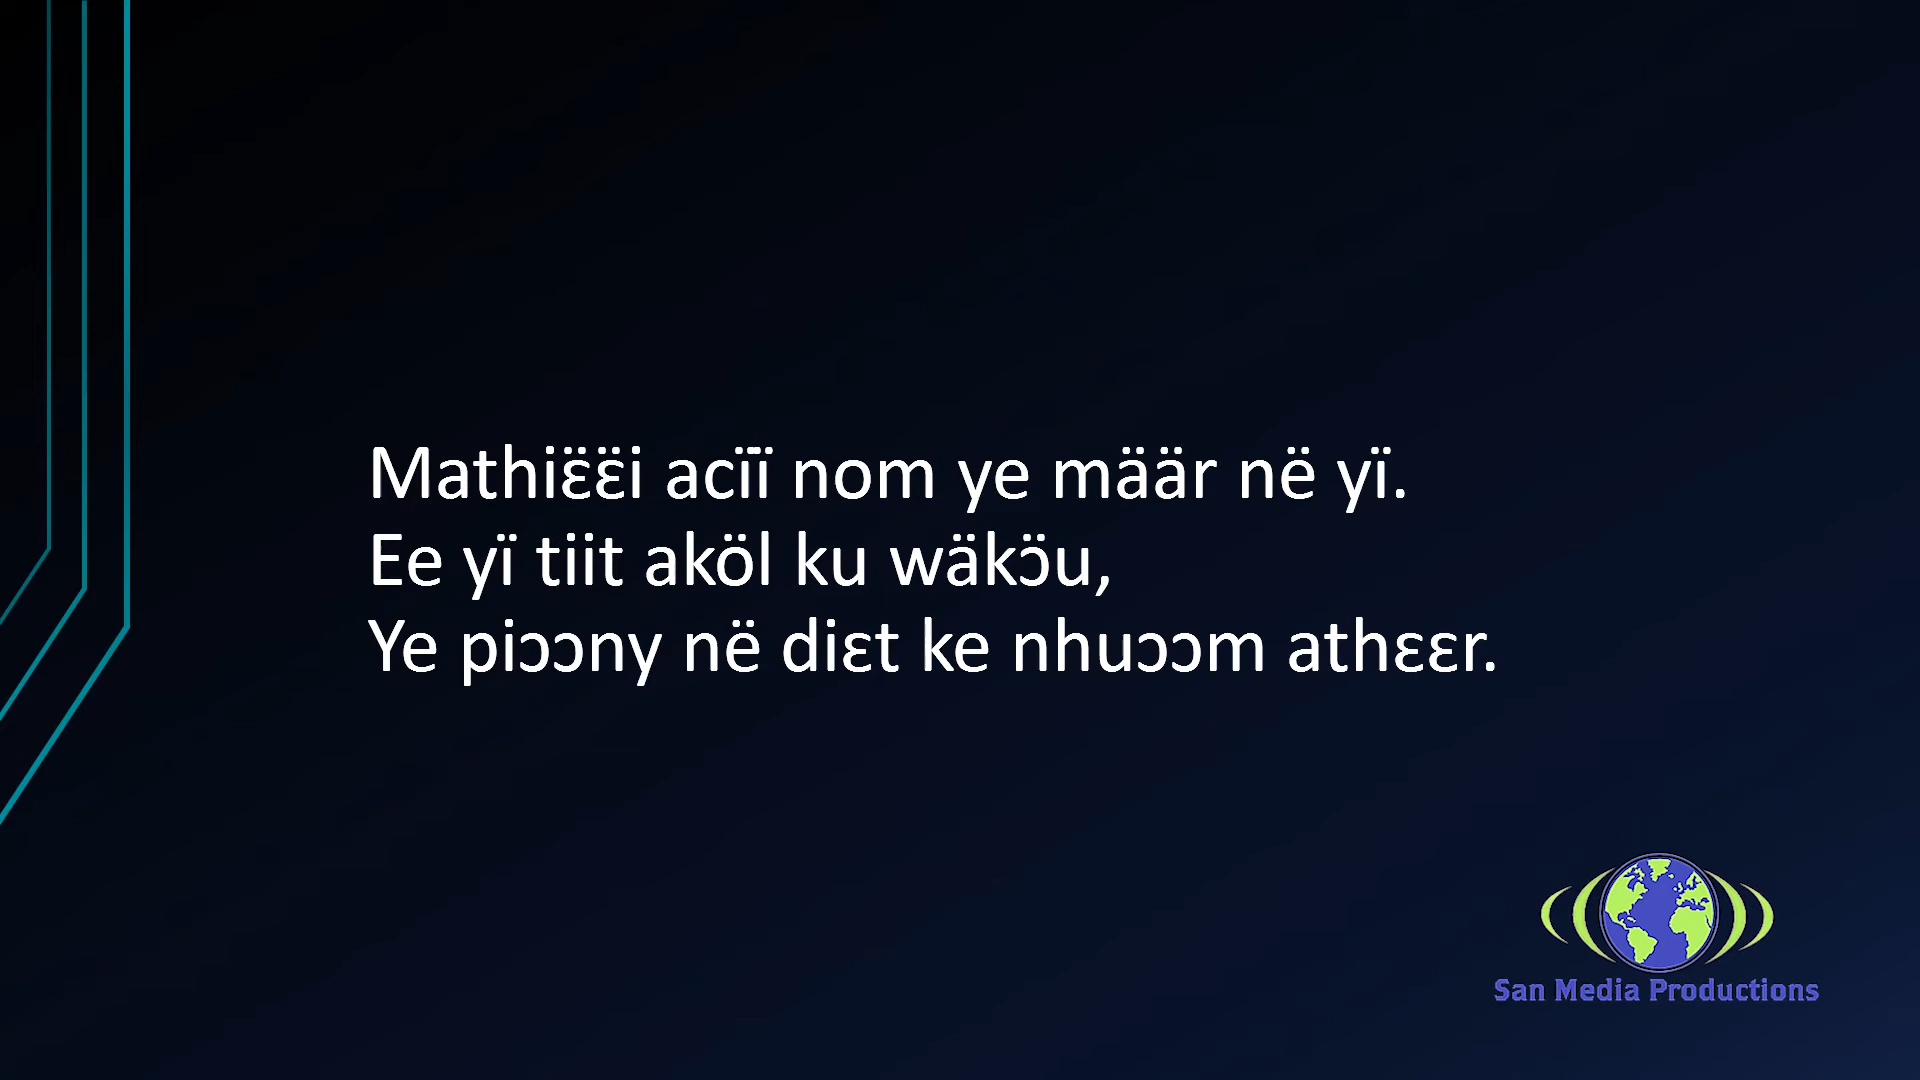 Mathiɛ̈ɛ̈i acïï nom ye määr në yï.
Ee yï tiit aköl ku wäkɔ̈u,
Ye piɔɔny në diɛt ke nhuɔɔm athɛɛr.
San Media Productions